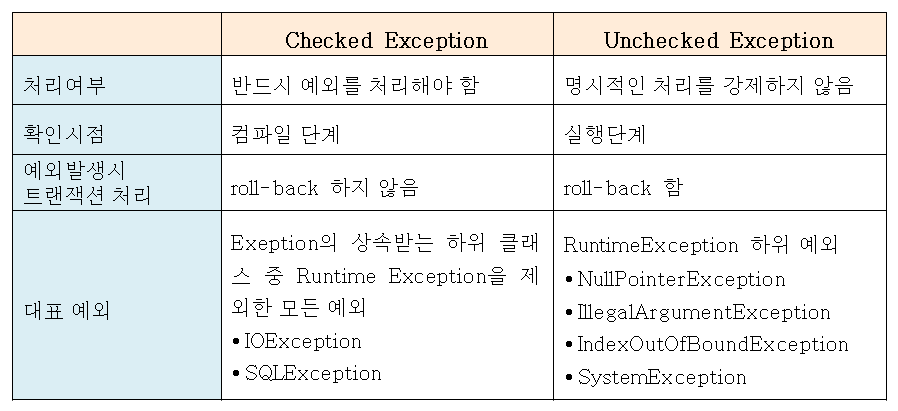 Checked Exception
Unchecked Exception
처리여부
반드시 예외를 처리해야 함
명시적인 처리를 강제하지 않음
확인시점
컴파일 단계
실행단계
예외발생시
트랜잭션 처리
roll-back 하지 않음
roll-back 함
대표 예외
Exeption의 상속받는 하위 클래
스 중 Runtime Exception을 제
외한 모든 예외
•IOException
•SQLException
RuntimeException 하위 예외
•NullPointerException
•IllegalArgumentException
•IndexOutOfBoundException
•SystemException